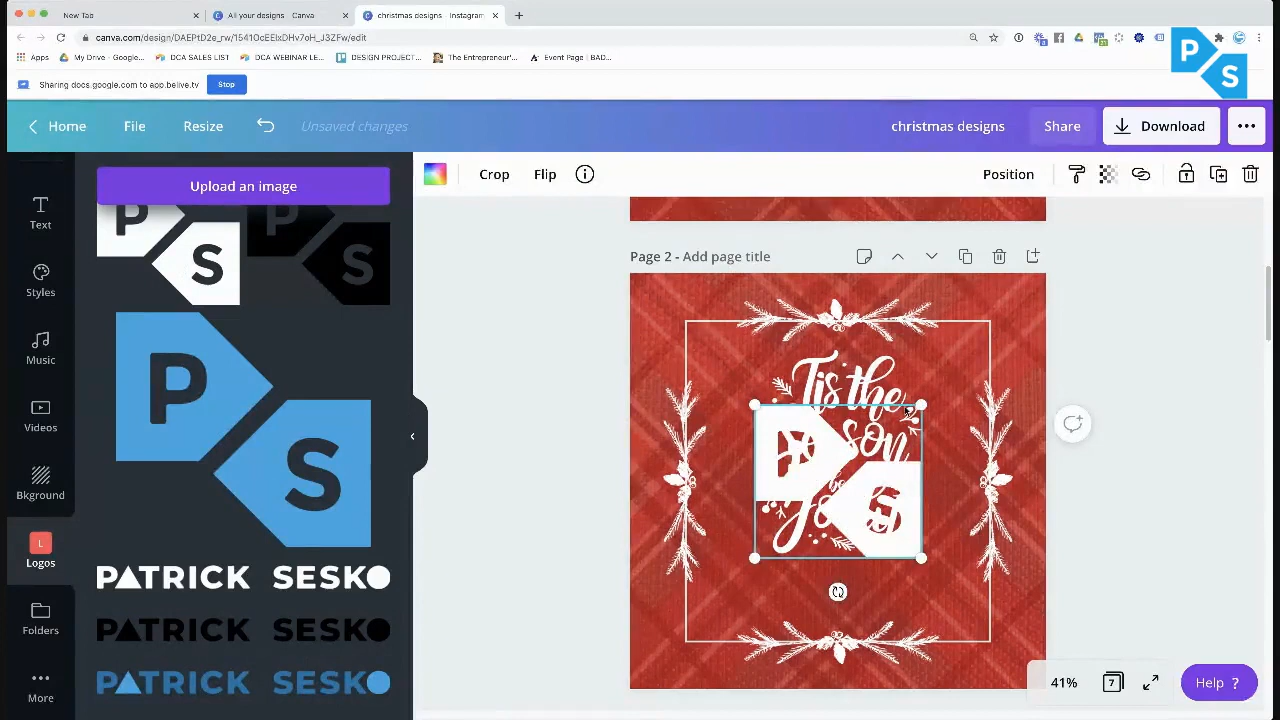 New Tab
All your designs - Canva
christmas designs - Instagram
canva.com/design/DAEPtD2e_rw/1541OcEEIxDHv7oH_J3ZFw/edit
Apps
My Drive - Google...
DCA SALES LIST
DCA WEBINAR LE...
DESIGN PROJECT...
The Entrepreneur'...
Event Page | BAD...
P
S
Sharing docs.google.com to app.belive.tv
Stop
Home
File
Resize
Unsaved changes
christmas designs
Share
Download
Crop
Flip
Position
Upload an image
Text
Styles
Music
Videos
Bkground
L
Logos
Folders
More
P
S
P
S
P
S
PATRICK SESKO
PATRICK SESKO
PATRICK SESKO
Page 2 - Add page title
Tis the
P
S
41%
7
Help ?